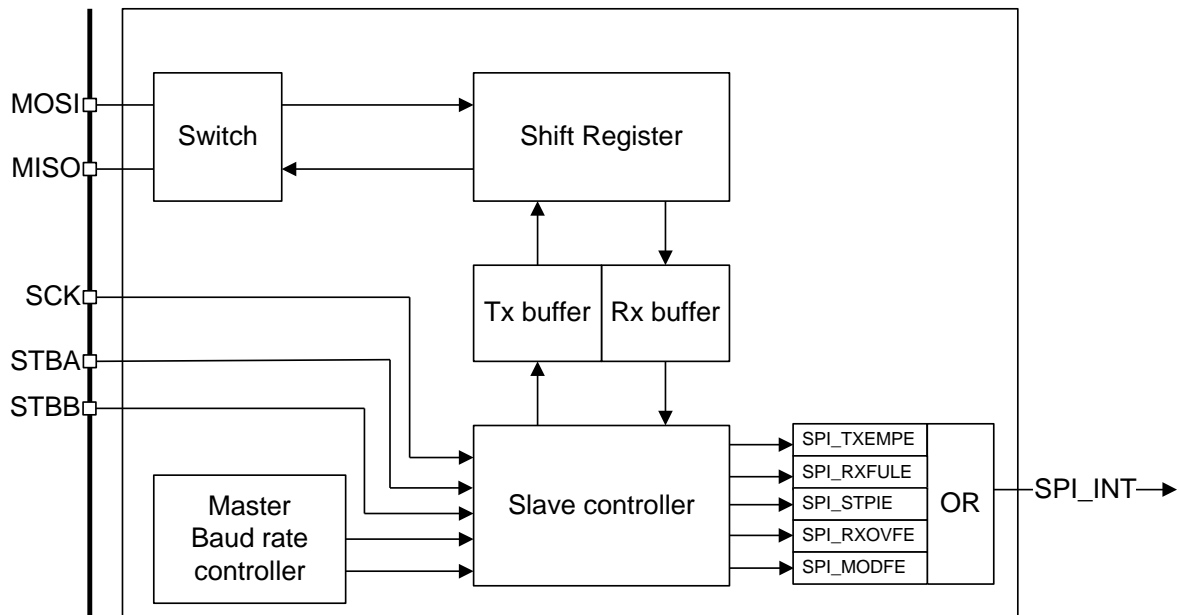 MOSI
Switch
Shift Register
MISO
SCK
Tx buffer
Rx buffer
STBA
STBB
Master
Baud rate
controller
Slave controller
SPI_TXEMPE
SPI_RXFULE
SPI_STPIE
SPI_RXOVFE
SPI_MODFE
OR
SPI_INT